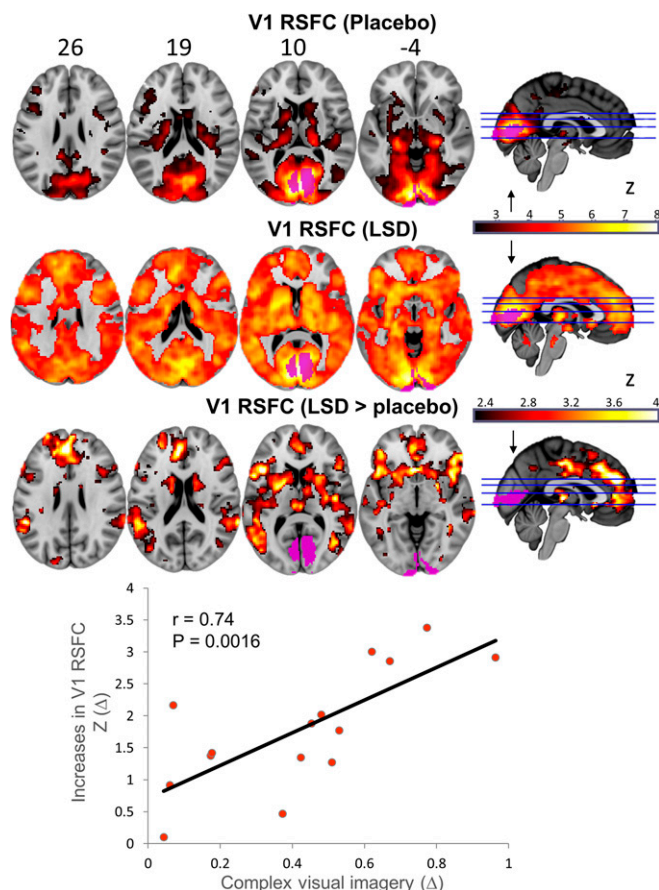 V1 RSFC (Placebo)
26 19 10 -4
Z
3 4 5 6 7 8
V1 RSFC (LSD)
Z
2.4 2.8 3.2 3.6 4
V1 RSFC (LSD > placebo)
4
3.5
3
2.5
2
1.5
1
0.5
0
r = 0.74
P = 0.0016
Increases in V1 RSFC
Z (Δ)
0 0.2 0.4 0.6 0.8 1
Complex visual imagery (Δ)